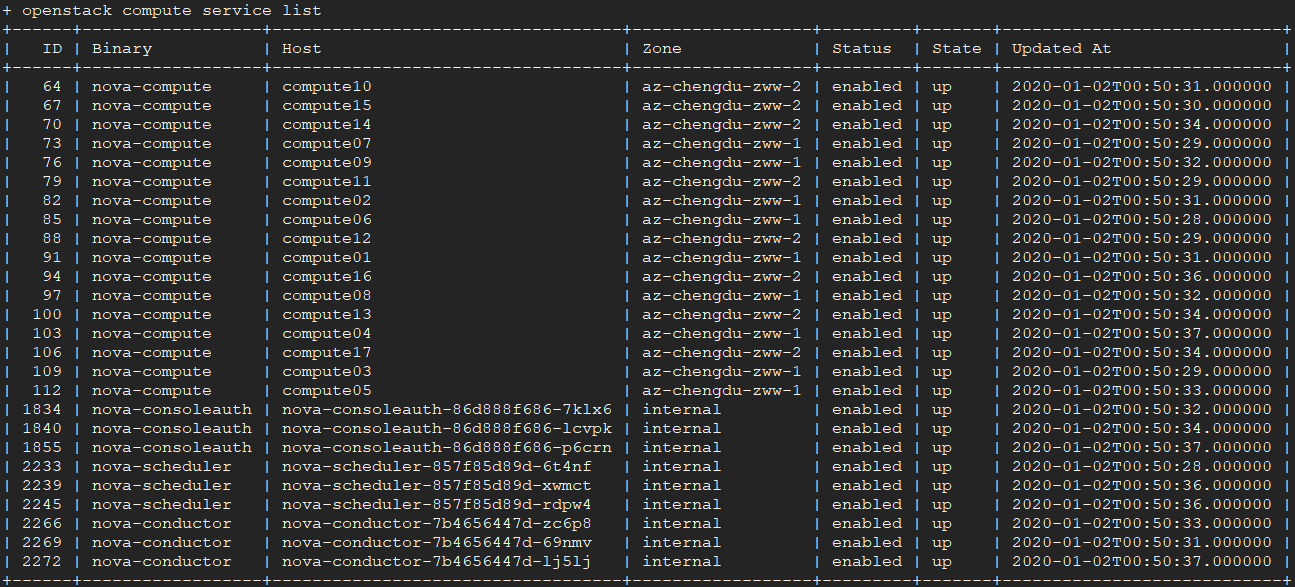 + openstack compute service list
+------+------------------+-----------------------------------+------------------+---------+-------+----------------------------+
|   ID | Binary           | Host                              | Zone             | Status  | State | Updated At                 |
+------+------------------+-----------------------------------+------------------+---------+-------+----------------------------+
|   64 | nova-compute     | compute10                         | az-chengdu-zww-2 | enabled | up    | 2020-01-02T00:50:31.000000 |
|   67 | nova-compute     | compute15                         | az-chengdu-zww-2 | enabled | up    | 2020-01-02T00:50:30.000000 |
|   70 | nova-compute     | compute14                         | az-chengdu-zww-2 | enabled | up    | 2020-01-02T00:50:34.000000 |
|   73 | nova-compute     | compute07                         | az-chengdu-zww-1 | enabled | up    | 2020-01-02T00:50:29.000000 |
|   76 | nova-compute     | compute09                         | az-chengdu-zww-1 | enabled | up    | 2020-01-02T00:50:32.000000 |
|   79 | nova-compute     | compute11                         | az-chengdu-zww-2 | enabled | up    | 2020-01-02T00:50:29.000000 |
|   82 | nova-compute     | compute02                         | az-chengdu-zww-1 | enabled | up    | 2020-01-02T00:50:31.000000 |
|   85 | nova-compute     | compute06                         | az-chengdu-zww-1 | enabled | up    | 2020-01-02T00:50:28.000000 |
|   88 | nova-compute     | compute12                         | az-chengdu-zww-2 | enabled | up    | 2020-01-02T00:50:29.000000 |
|   91 | nova-compute     | compute01                         | az-chengdu-zww-1 | enabled | up    | 2020-01-02T00:50:31.000000 |
|   94 | nova-compute     | compute16                         | az-chengdu-zww-2 | enabled | up    | 2020-01-02T00:50:36.000000 |
|   97 | nova-compute     | compute08                         | az-chengdu-zww-1 | enabled | up    | 2020-01-02T00:50:32.000000 |
|  100 | nova-compute     | compute13                         | az-chengdu-zww-2 | enabled | up    | 2020-01-02T00:50:34.000000 |
|  103 | nova-compute     | compute04                         | az-chengdu-zww-1 | enabled | up    | 2020-01-02T00:50:37.000000 |
|  106 | nova-compute     | compute17                         | az-chengdu-zww-2 | enabled | up    | 2020-01-02T00:50:34.000000 |
|  109 | nova-compute     | compute03                         | az-chengdu-zww-1 | enabled | up    | 2020-01-02T00:50:29.000000 |
|  112 | nova-compute     | compute05                         | az-chengdu-zww-1 | enabled | up    | 2020-01-02T00:50:33.000000 |
| 1834 | nova-consoleauth | nova-consoleauth-86d888f686-7klx6 | internal         | enabled | up    | 2020-01-02T00:50:32.000000 |
| 1840 | nova-consoleauth | nova-consoleauth-86d888f686-lcvpk | internal         | enabled | up    | 2020-01-02T00:50:34.000000 |
| 1855 | nova-consoleauth | nova-consoleauth-86d888f686-p6crn | internal         | enabled | up    | 2020-01-02T00:50:37.000000 |
| 2233 | nova-scheduler   | nova-scheduler-857f85d89d-6t4nf   | internal         | enabled | up    | 2020-01-02T00:50:28.000000 |
| 2239 | nova-scheduler   | nova-scheduler-857f85d89d-xwmct   | internal         | enabled | up    | 2020-01-02T00:50:36.000000 |
| 2245 | nova-scheduler   | nova-scheduler-857f85d89d-rdpw4   | internal         | enabled | up    | 2020-01-02T00:50:36.000000 |
| 2266 | nova-conductor   | nova-conductor-7b4656447d-zc6p8   | internal         | enabled | up    | 2020-01-02T00:50:33.000000 |
| 2269 | nova-conductor   | nova-conductor-7b4656447d-69nmv   | internal         | enabled | up    | 2020-01-02T00:50:31.000000 |
| 2272 | nova-conductor   | nova-conductor-7b4656447d-lj5lj   | internal         | enabled | up    | 2020-01-02T00:50:37.000000 |
+------+------------------+-----------------------------------+------------------+---------+-------+----------------------------+